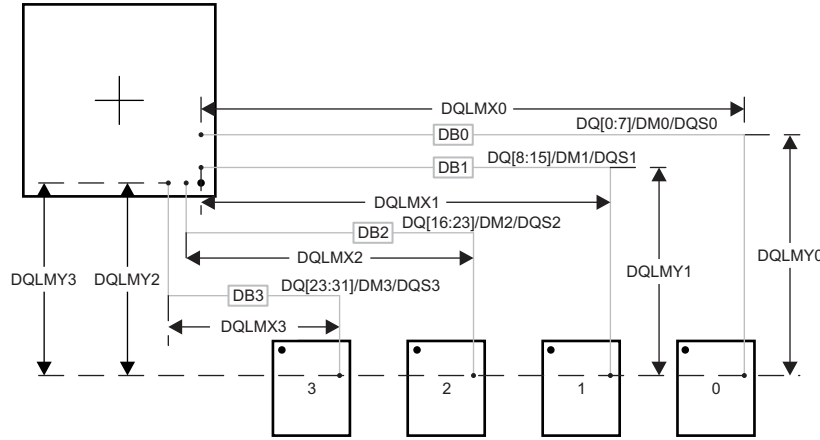 DQLMX0
DQ[0:7]/DM0/DQS0
DB0
DQ[8:15]/DM1/DQS1
DB1
DQLMX1
DQ[16:23]/DM2/DQS2
DB2
DQLMX2
DQLMY3
DQLMY2
DQLMY1
DQLMY0
DQ[23:31]/DM3/DQS3
DB3
DQLMX3
3
2
1
0